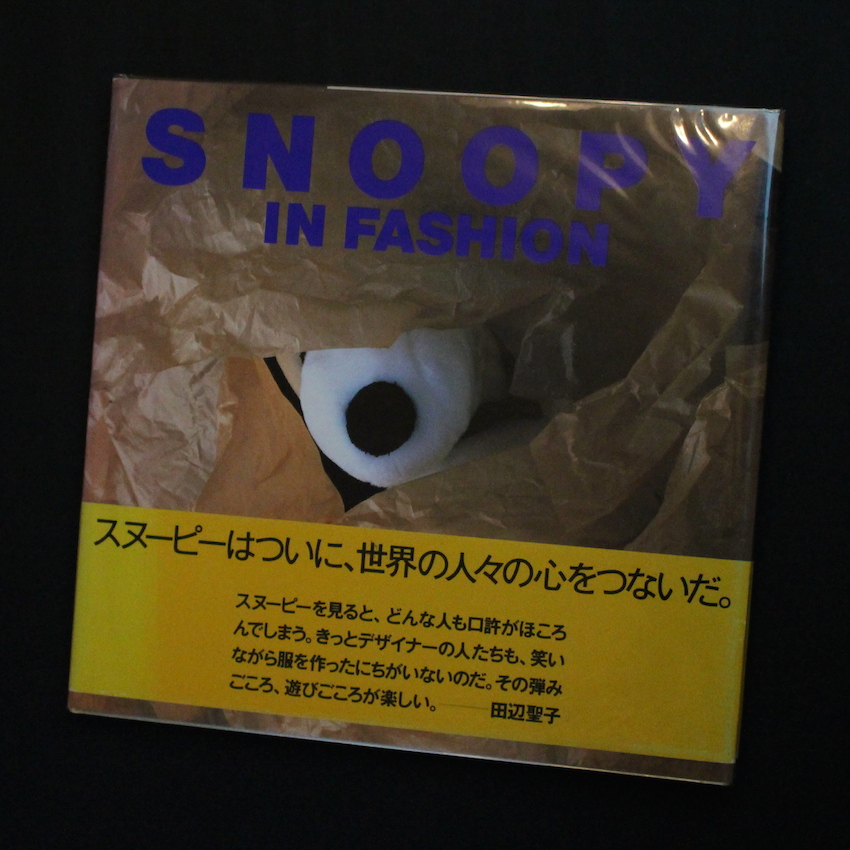 SNOOPY
IN FASHION
スヌーピーはついに、世界の人々の心をつないだ。
スヌーピーを見ると、どんな人も口許がほころ
んでしまう。きっとデザイナーの人たちも、笑い
ながら服を作ったにちがいないのだ。その弾み
ごころ、遊びごころが楽しい。——田辺聖子